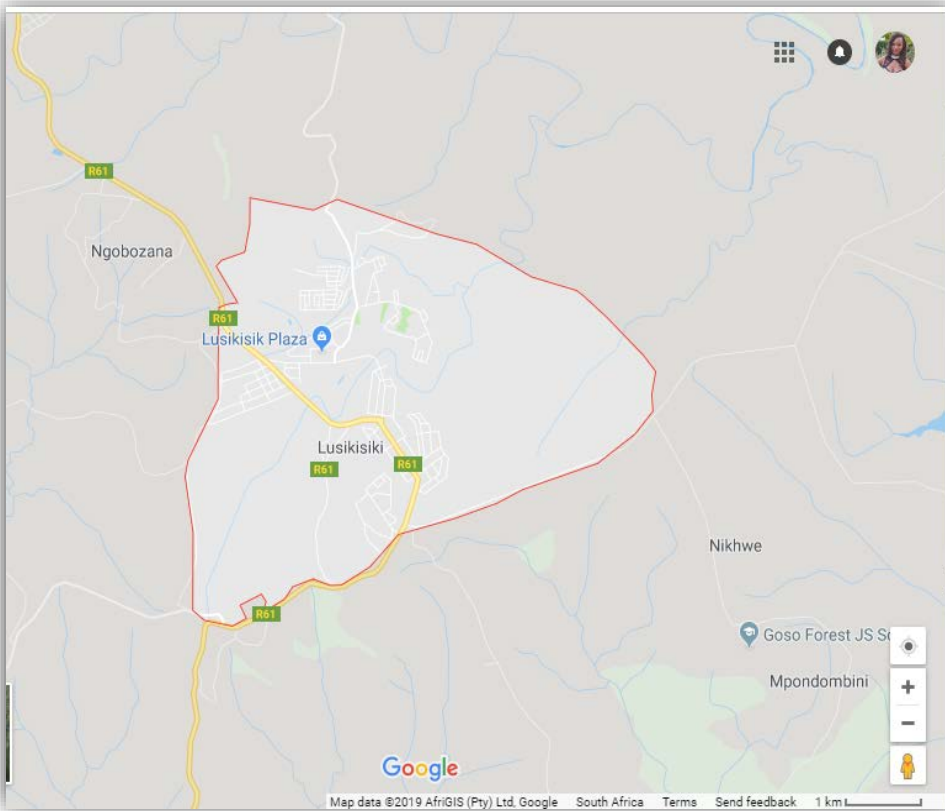 R61
Ngobozana
R61
Lusikisik Plaza
Lusikisiki
R61
R61
Nikhwe
R61
Goso Forest JS Sc
Mpondombini
+
−
Google
Map data ©2019 AfriGIS (Pty) Ltd, Google South Africa Terms Send feedback 1 km